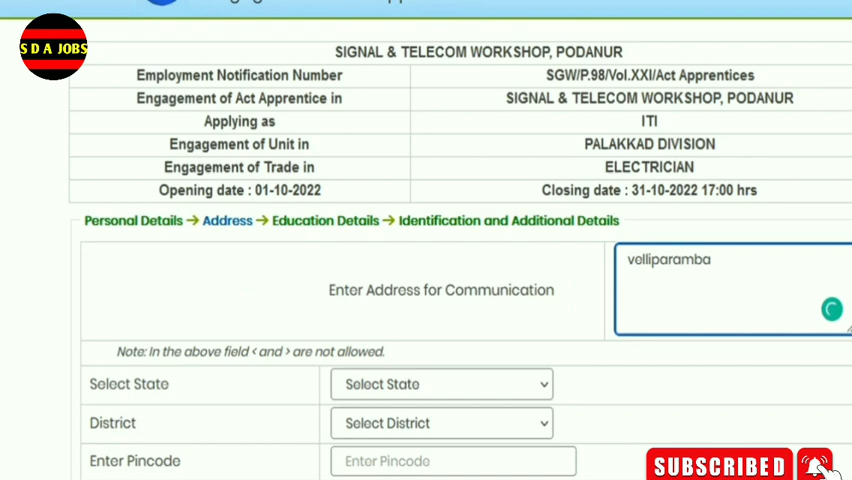 S D A JOBS
SIGNAL & TELECOM WORKSHOP, PODANUR
Employment Notification Number SGW/P.98/Vol.XXI/Act Apprentices
Engagement of Act Apprentice in SIGNAL & TELECOM WORKSHOP, PODANUR
Applying as ITI
Engagement of Unit in PALAKKAD DIVISION
Engagement of Trade in ELECTRICIAN
Opening date : 01-10-2022 Closing date : 31-10-2022 17:00 hrs
Personal Details → Address → Education Details → Identification and Additional Details
velliparamba
Enter Address for Communication
Note: In the above field < and > are not allowed.
Select State Select State
District Select District
Enter Pincode Enter Pincode
SUBSCRIBED